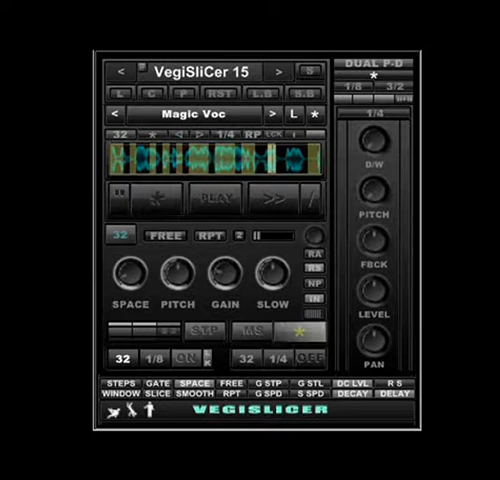 < VegiSliCer 15 > S
L C P RST L.B S.B
< Magic Voc > L *
32 * ◁ ▷ 1/4 RP LCK
* PLAY >> /
32 FREE RPT 2
RA
RS
NP
IN
SPACE PITCH GAIN SLOW
STP MS *
32 1/8 ON 32 1/4 OFF
DUAL P-D
*
1/8 3/2
1/4
D/W
PITCH
FBCK
LEVEL
PAN
STEPS GATE SPACE FREE G STP G STL DC LVL R S
WINDOW SLICE SMOOTH RPT G SPD S SPD DECAY DELAY
VEGISLICER